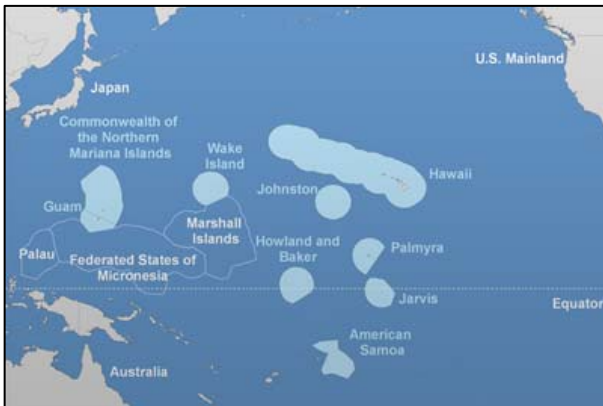 U.S. Mainland
Japan
Commonwealth
of the Northern
Mariana Islands
Wake
Island
Hawaii
Johnston
Guam
Marshall
Islands
Palau
Federated States of
Micronesia
Howland and
Baker
Palmyra
Jarvis
Equator
American
Samoa
Australia